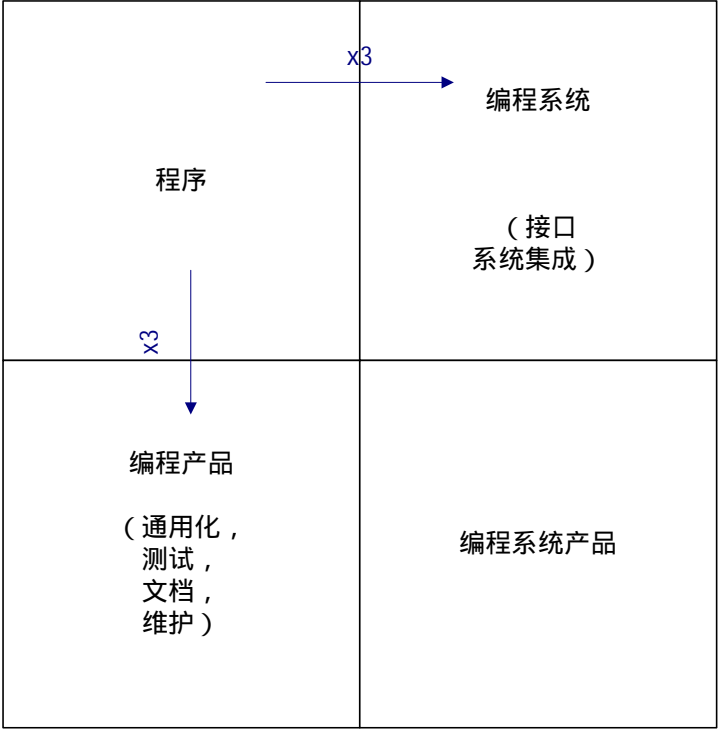 x3
编程系统
程序
（接口
系统集成）
x3
编程产品
（通用化，
测试，
文档，
维护）
编程系统产品